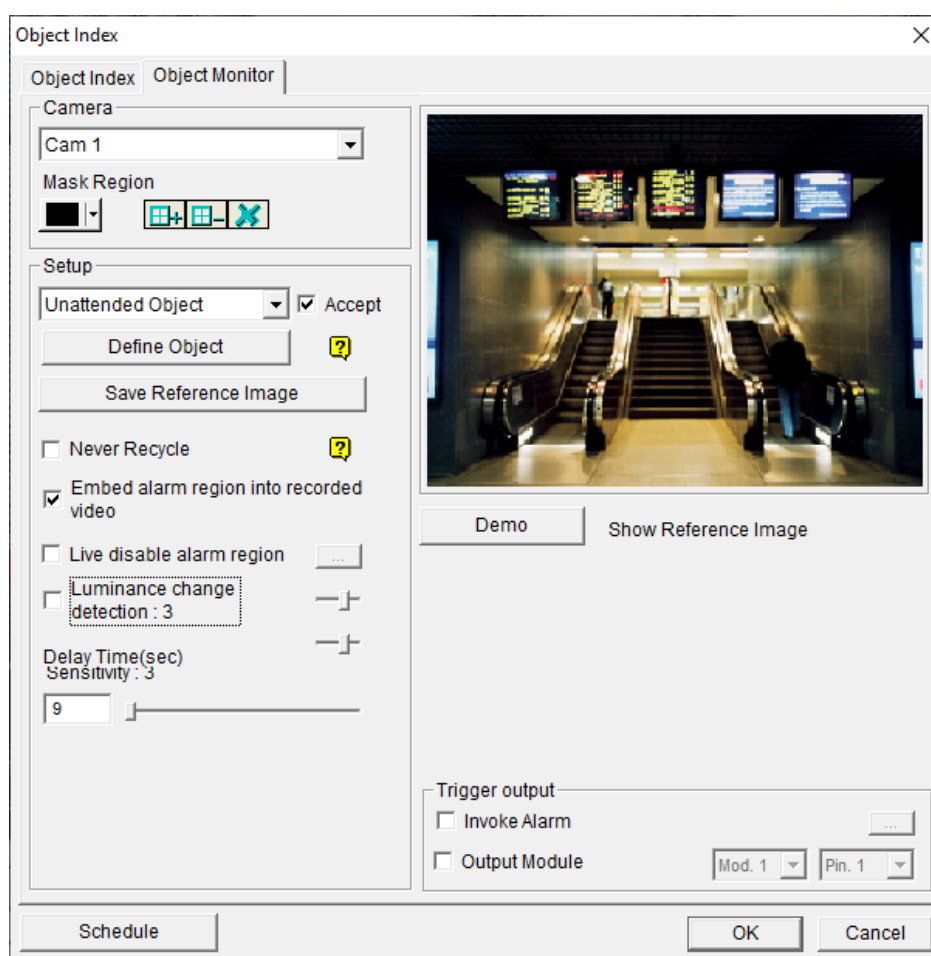 Object Index
Object Index
Object Monitor
Camera
Cam 1
Mask Region
Setup
Unattended Object
Accept
Define Object
?
Save Reference Image
Never Recycle
?
Embed alarm region into recorded
video
Live disable alarm region
...
Luminance change
detection : 3
Delay Time(sec)
Sensitivity : 3
9
Demo
Show Reference Image
Trigger output
Invoke Alarm
...
Output Module
Mod. 1
Pin. 1
Schedule
OK
Cancel